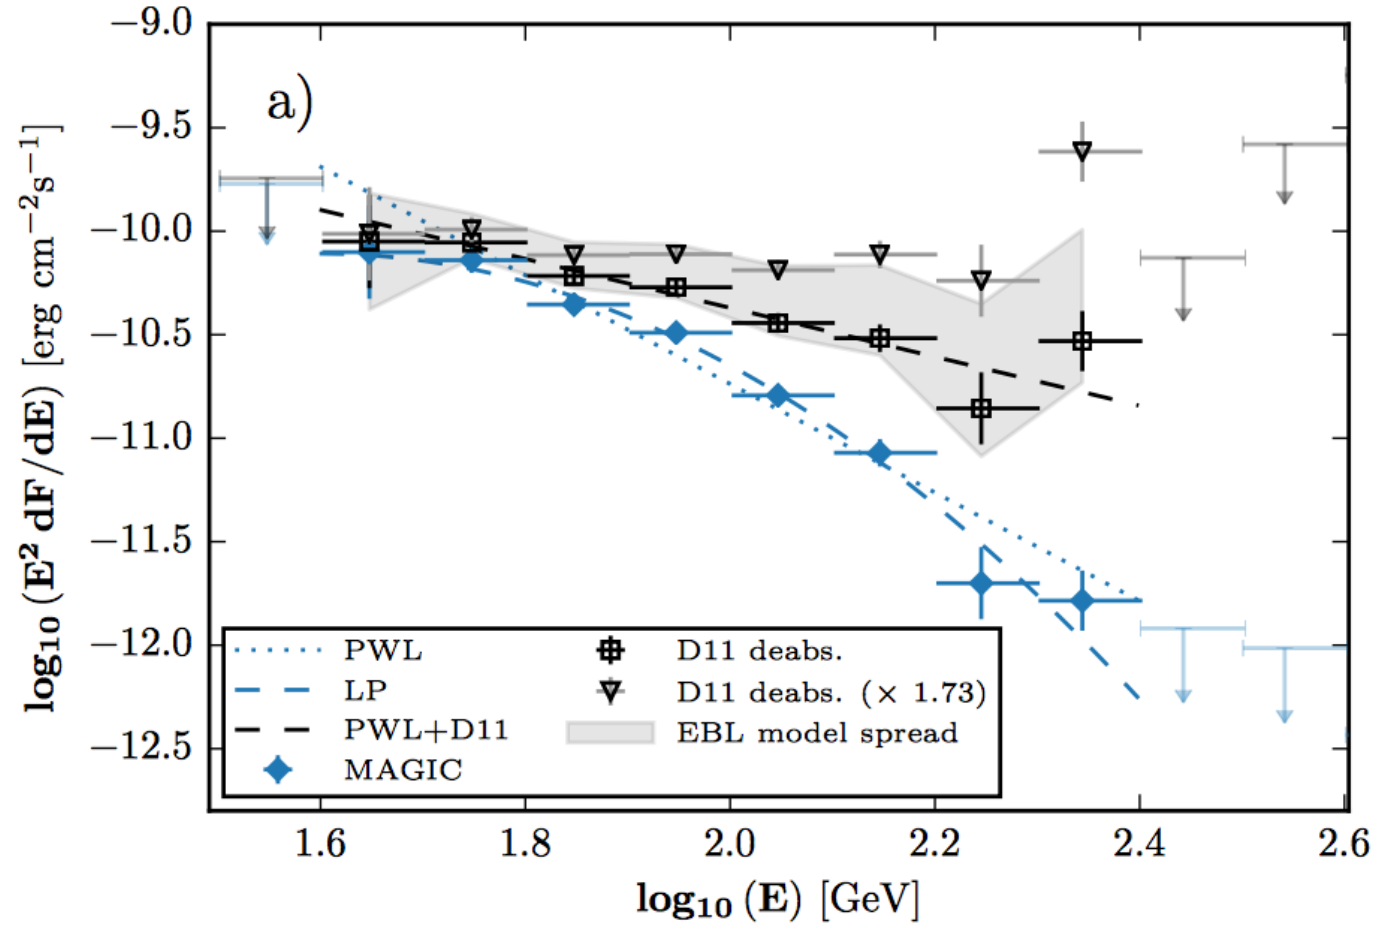 a)
−9.0
−9.5
−10.0
−10.5
−11.0
−11.5
−12.0
−12.5
log₁₀(E² dF/dE) [erg cm⁻²s⁻¹]
PWL
LP
PWL+D11
MAGIC
D11 deabs.
D11 deabs. (× 1.73)
EBL model spread
1.6 1.8 2.0 2.2 2.4 2.6
log₁₀(E) [GeV]